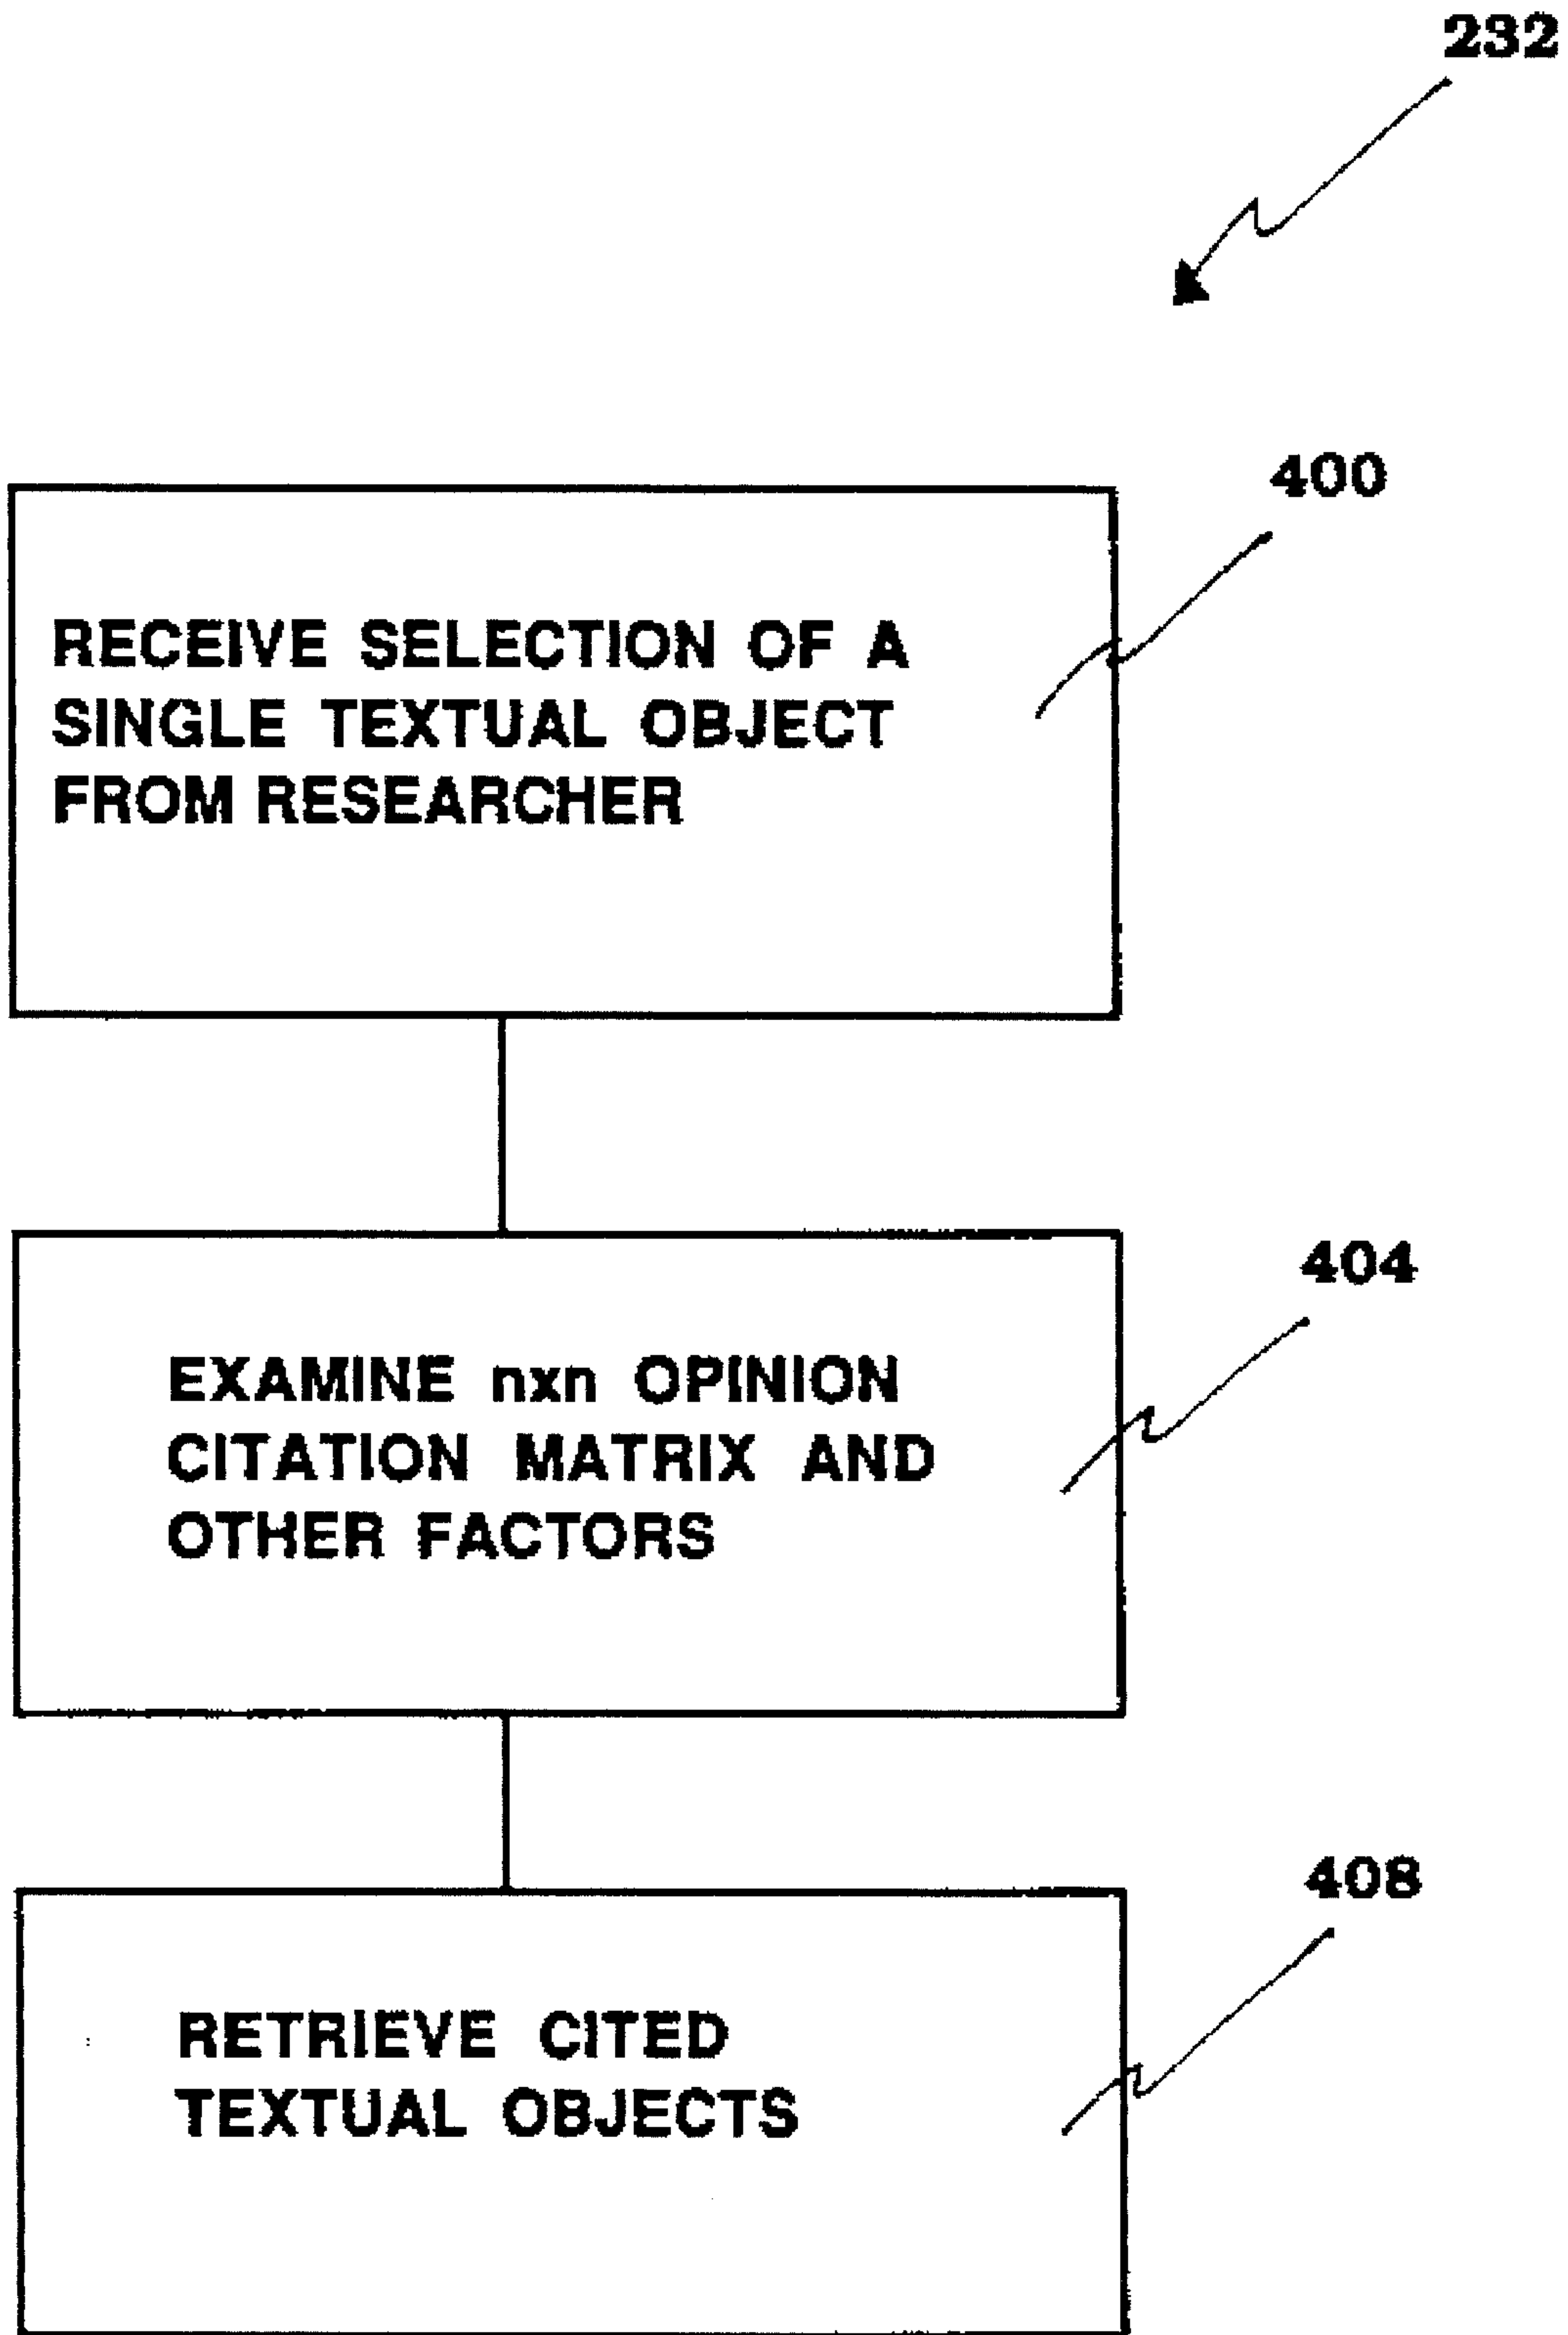 232
400
RECEIVE SELECTION OF A
SINGLE TEXTUAL OBJECT
FROM RESEARCHER
404
EXAMINE nxn OPINION
CITATION MATRIX AND
OTHER FACTORS
408
RETRIEVE CITED
TEXTUAL OBJECTS